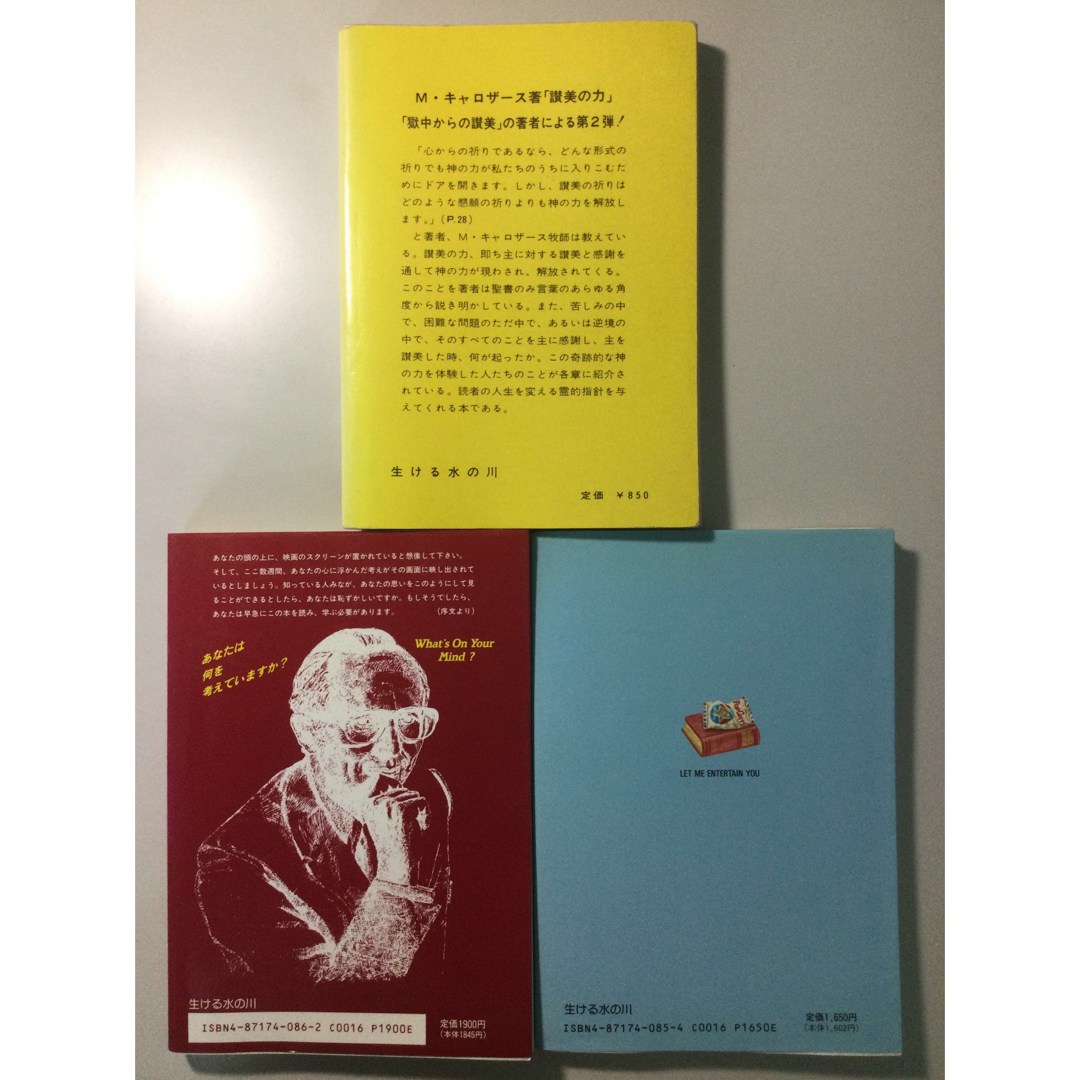 M・キャロザース著「讃美の力」
「獄中からの讃美」の著者による第2弾!
「心からの祈りであるなら、どんな形式の
祈りでも神の力が私たちのうちに入りこむた
めにドアを開きます。しかし、讃美の祈りは
どのような懇願の祈りよりも神の力を解放し
ます。」(P.28)
と著者、M・キャロザース牧師は教えてい
る。讃美の力、即ち主に対する讃美と感謝を
通して神の力が現わされ、解放されてくる。
このことを著者は聖書のみ言葉のあらゆる角
度から説き明かしている。また、苦しみの中
で、困難な問題のただ中で、あるいは逆境の
中で、そのすべてのことを主に感謝し、主を
讃美した時、何が起ったか。この奇跡的な神
の力を体験した人たちのことが各章に紹介さ
れている。読者の人生を変える霊的指針を与
えてくれる本である。
生ける水の川
定価 ¥850
あなたの頭の上に、映画のスクリーンが置かれていると想像して下さい。
そして、ここ数週間、あなたの心に浮かんだ考えがその画面に映し出されて
いるとしましょう。知っている人みなが、あなたの思いをこのようにして見
ることができるとしたら、あなたは恥ずかしいですか。もしそうでしたら、
あなたは早急にこの本を読み、学ぶ必要があります。 (序文より)
あなたは
何を
考えていますか?
What's On Your
Mind ?
生ける水の川
ISBN4-87174-086-2 C0016 P1900E
定価1900円
(本体1845円)
LET ME ENTERTAIN YOU
生ける水の川
ISBN4-87174-085-4 C0016 P1650E
定価1,650円
(本体1,602円)